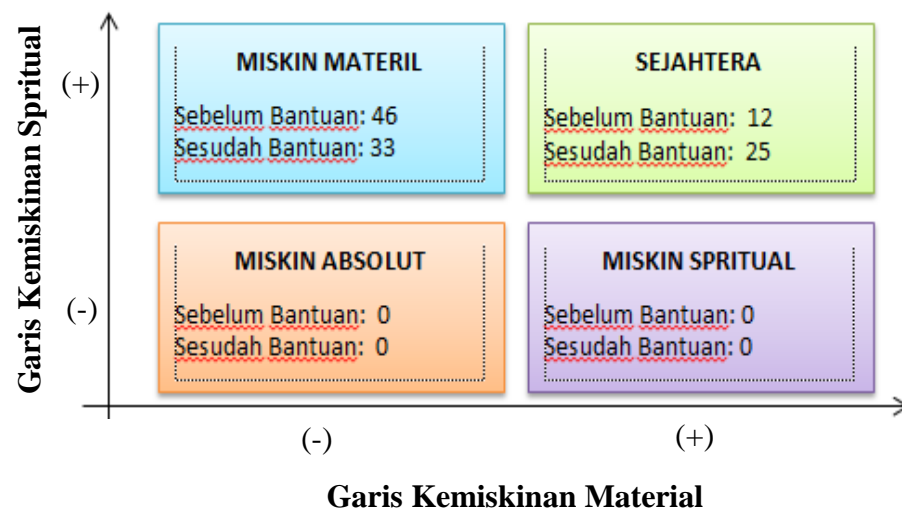 Garis Kemiskinan Spritual
(+)
(-)
MISKIN MATERIL
Sebelum Bantuan: 46
Sesudah Bantuan: 33
SEJAHTERA
Sebelum Bantuan: 12
Sesudah Bantuan: 25
MISKIN ABSOLUT
Sebelum Bantuan: 0
Sesudah Bantuan: 0
MISKIN SPRITUAL
Sebelum Bantuan: 0
Sesudah Bantuan: 0
(-)
(+)
Garis Kemiskinan Material